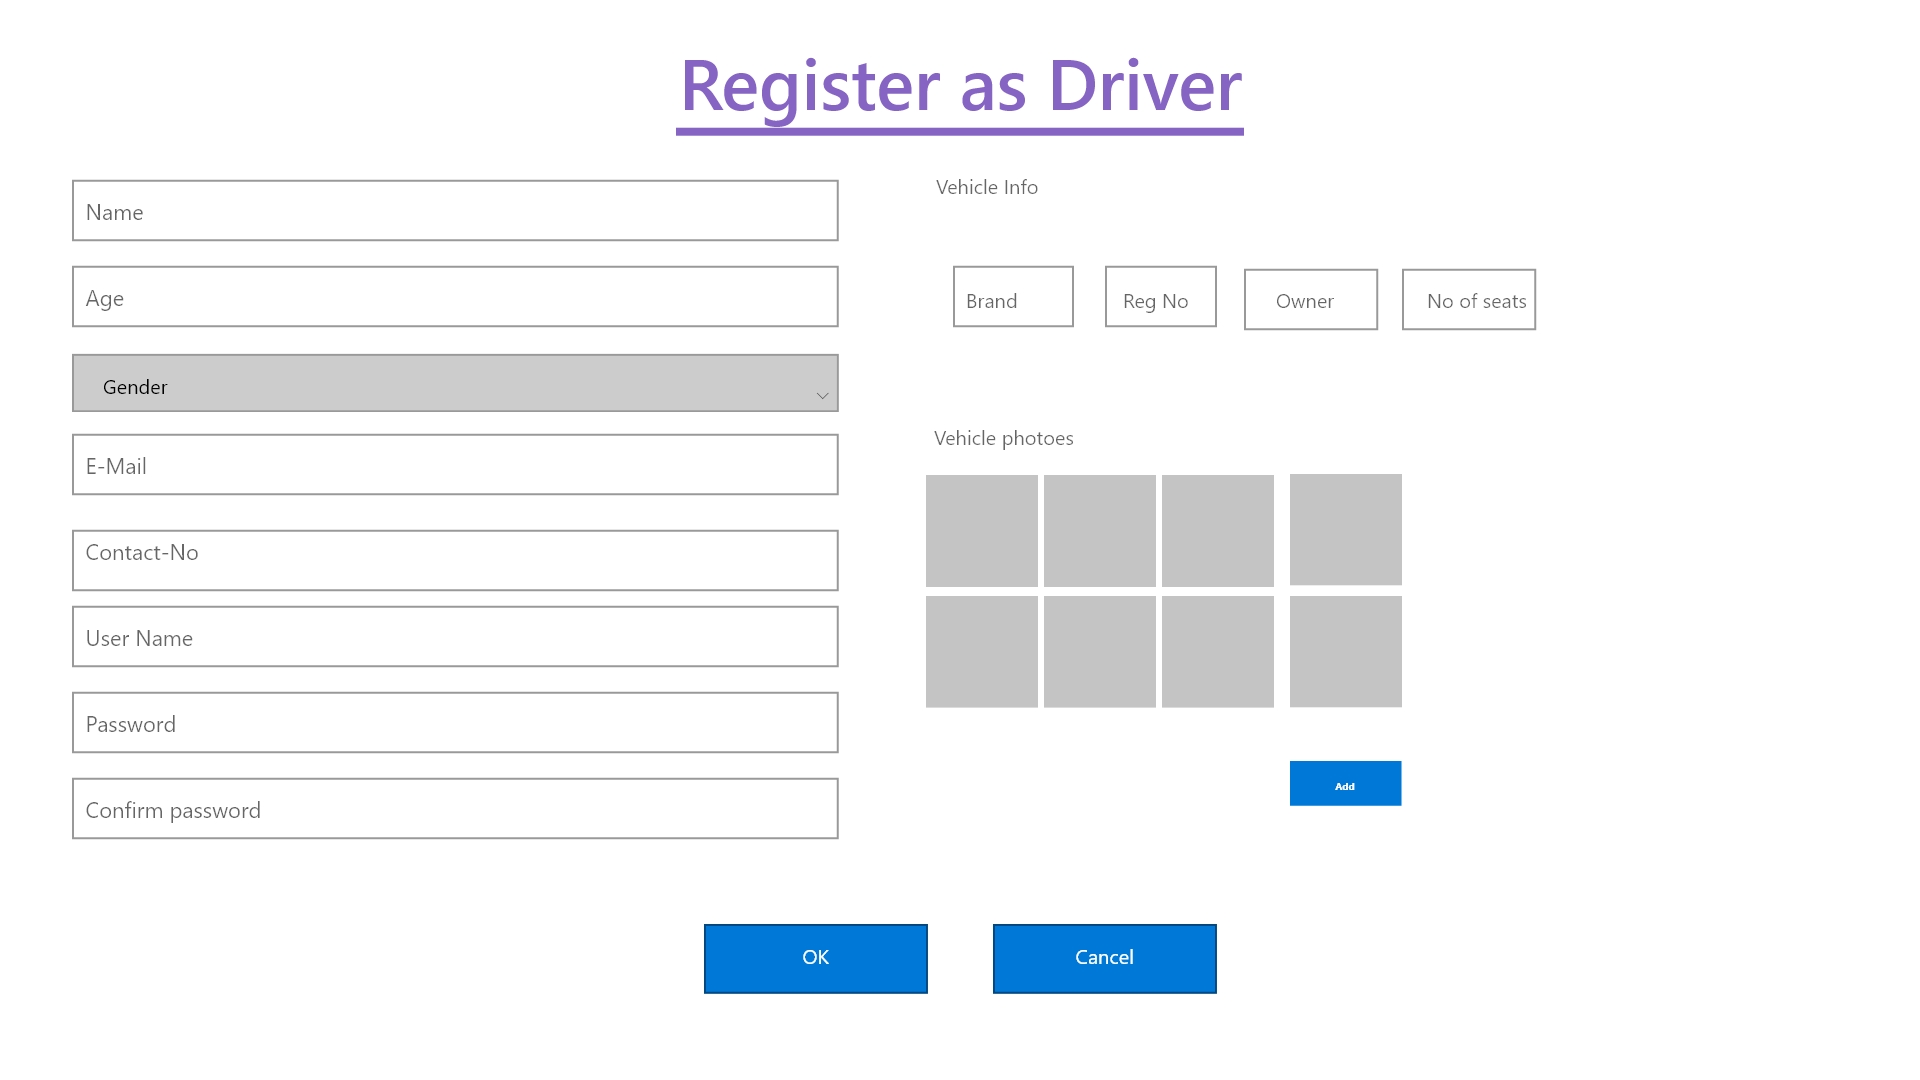 Register as Driver
Name
Age
Gender
E-Mail
Contact-No
User Name
Password
Confirm password
Vehicle Info
Brand
Reg No
Owner
No of seats
Vehicle photoes
Add
OK
Cancel